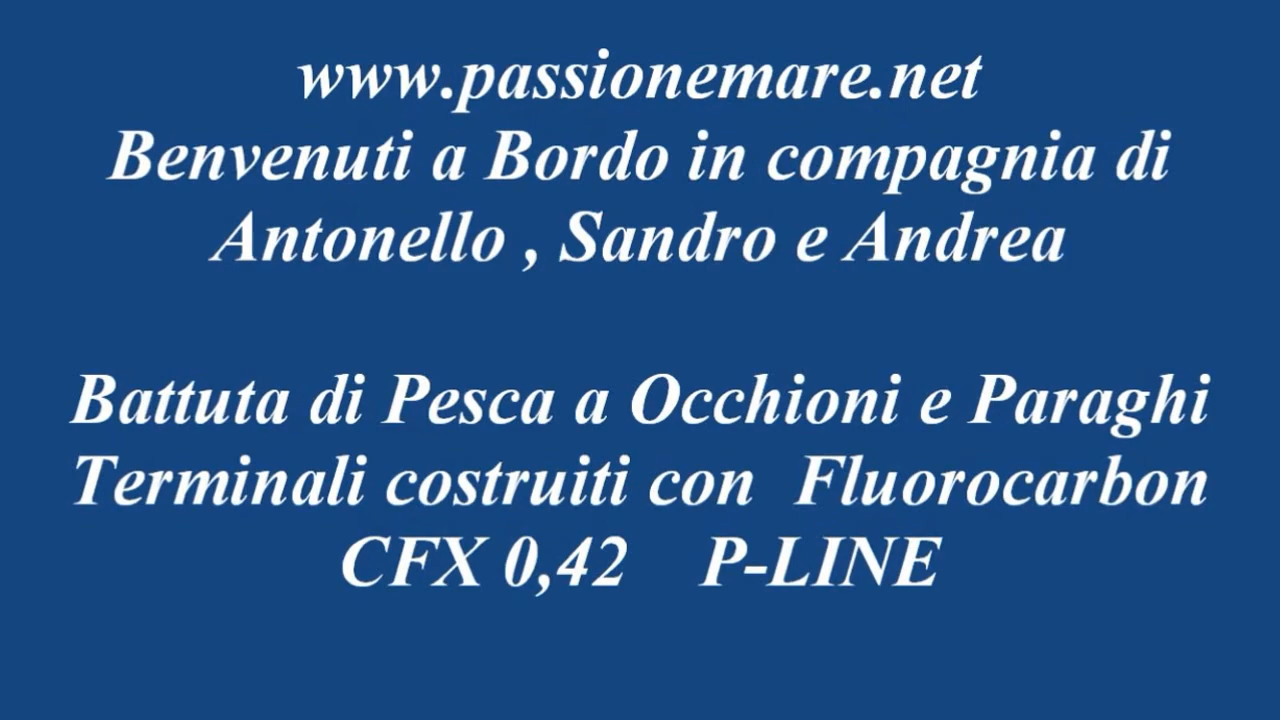 www.passionemare.net
Benvenuti a Bordo in compagnia di
Antonello , Sandro e Andrea
Battuta di Pesca a Occhioni e Paraghi
Terminali costruiti con Fluorocarbon
CFX 0,42 P-LINE